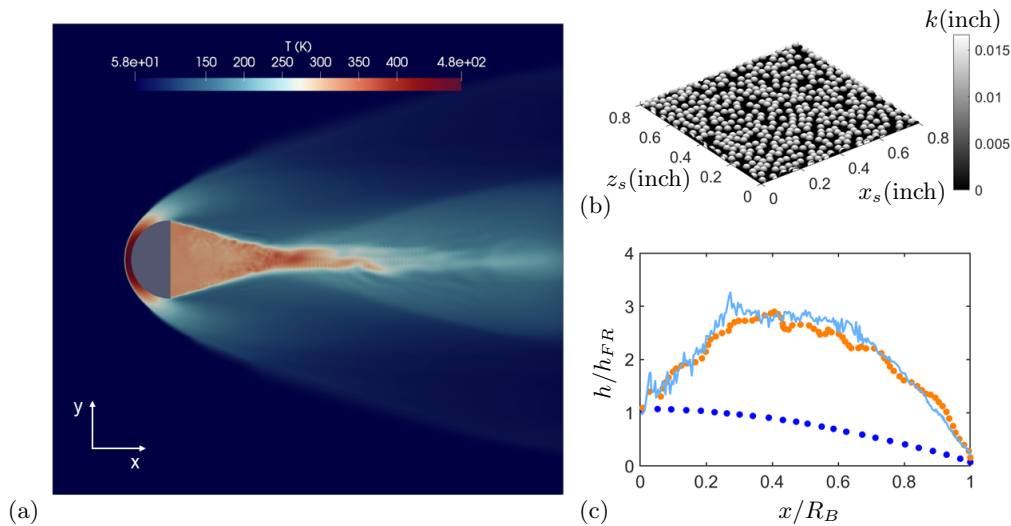 T (K)
5.8e+01 150 200 250 300 350 400 4.8e+02
y
x
(a)
k(inch)
0.015
0.01
0.005
0
0.8
0.6
0.4
0.2
0
z_s(inch)
0
0.2
0.4
0.6
0.8
x_s(inch)
(b)
4
3
2
1
0
h/h_{FR}
0 0.2 0.4 0.6 0.8 1
(c)
x/R_B